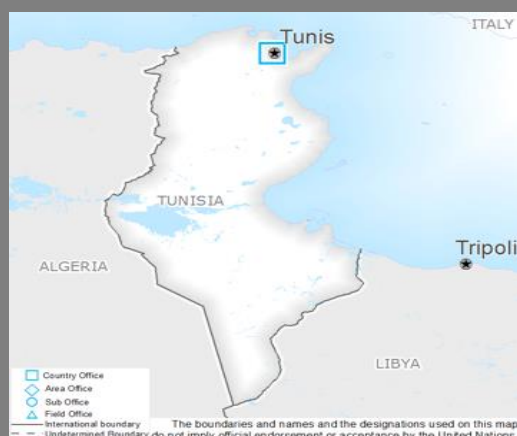 ITALY
Tunis
TUNISIA
Tripoli
ALGERIA
LIBYA
Country Office
Area Office
Sub Office
Field Office
International boundary
The boundaries and names and the designations used on this map
Undetermined Boundary do not imply official endorsement or acceptance by the United Nations